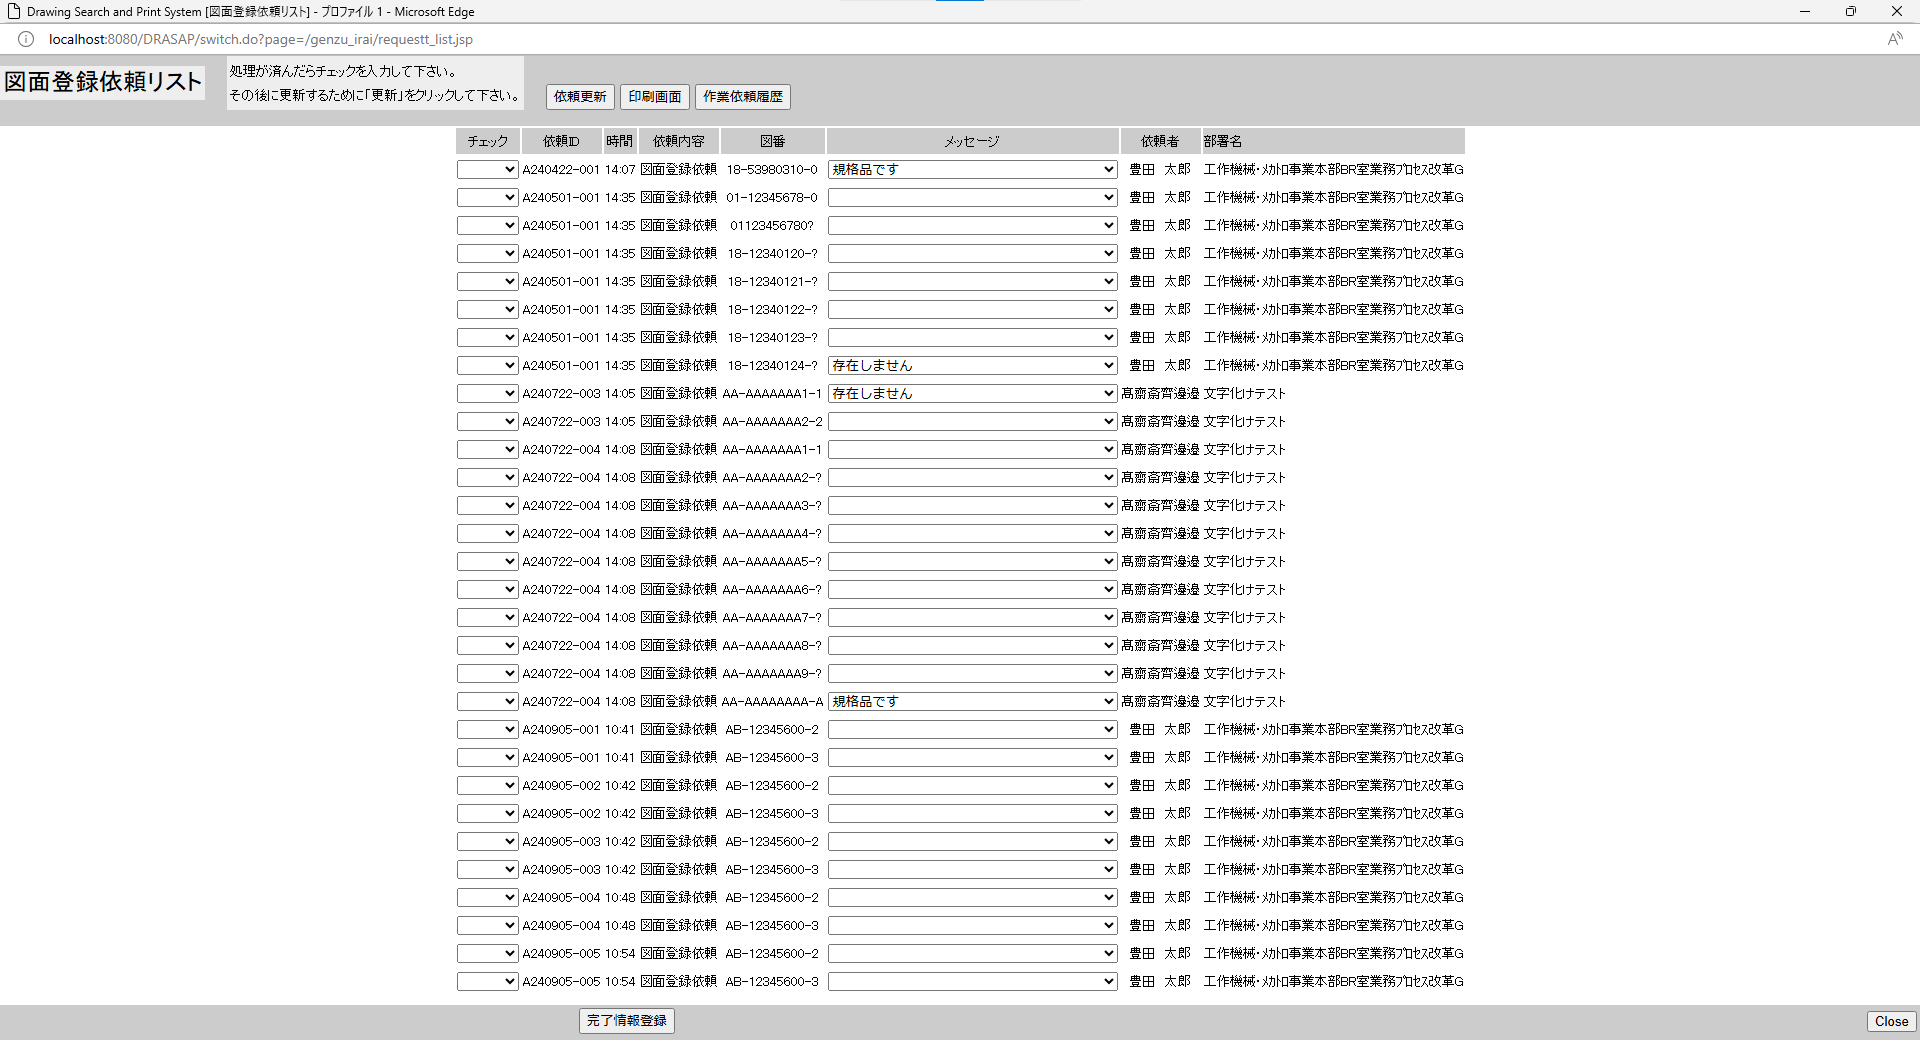 Drawing Search and Print System [図面登録依頼リスト] - プロファイル 1 - Microsoft Edge
localhost:8080/DRASAP/switch.do?page=/genzu_irai/requestt_list.jsp
図面登録依頼リスト
処理が済んだらチェックを入力して下さい。
その後に更新するために「更新」をクリックして下さい。
依頼更新 印刷画面 作業依頼履歴
チェック 依頼ID 時間 依頼内容 図番 メッセージ 依頼者 部署名
A240422-001 14:07 図面登録依頼 18-53980310-0 規格品です 豊田 太郎 工作機械・ﾒｶﾄﾛ事業本部BR室業務ﾌﾟﾛｾｽ改革G
A240501-001 14:35 図面登録依頼 01-12345678-0 豊田 太郎 工作機械・ﾒｶﾄﾛ事業本部BR室業務ﾌﾟﾛｾｽ改革G
A240501-001 14:35 図面登録依頼 01123456780? 豊田 太郎 工作機械・ﾒｶﾄﾛ事業本部BR室業務ﾌﾟﾛｾｽ改革G
A240501-001 14:35 図面登録依頼 18-12340120-? 豊田 太郎 工作機械・ﾒｶﾄﾛ事業本部BR室業務ﾌﾟﾛｾｽ改革G
A240501-001 14:35 図面登録依頼 18-12340121-? 豊田 太郎 工作機械・ﾒｶﾄﾛ事業本部BR室業務ﾌﾟﾛｾｽ改革G
A240501-001 14:35 図面登録依頼 18-12340122-? 豊田 太郎 工作機械・ﾒｶﾄﾛ事業本部BR室業務ﾌﾟﾛｾｽ改革G
A240501-001 14:35 図面登録依頼 18-12340123-? 豊田 太郎 工作機械・ﾒｶﾄﾛ事業本部BR室業務ﾌﾟﾛｾｽ改革G
A240501-001 14:35 図面登録依頼 18-12340124-? 存在しません 豊田 太郎 工作機械・ﾒｶﾄﾛ事業本部BR室業務ﾌﾟﾛｾｽ改革G
A240722-003 14:05 図面登録依頼 AA-AAAAAAA1-1 存在しません 髙齋斎齊邉邊 文字化けテスト
A240722-003 14:05 図面登録依頼 AA-AAAAAAA2-2 髙齋斎齊邉邊 文字化けテスト
A240722-004 14:08 図面登録依頼 AA-AAAAAAA1-1 髙齋斎齊邉邊 文字化けテスト
A240722-004 14:08 図面登録依頼 AA-AAAAAAA2-? 髙齋斎齊邉邊 文字化けテスト
A240722-004 14:08 図面登録依頼 AA-AAAAAAA3-? 髙齋斎齊邉邊 文字化けテスト
A240722-004 14:08 図面登録依頼 AA-AAAAAAA4-? 髙齋斎齊邉邊 文字化けテスト
A240722-004 14:08 図面登録依頼 AA-AAAAAAA5-? 髙齋斎齊邉邊 文字化けテスト
A240722-004 14:08 図面登録依頼 AA-AAAAAAA6-? 髙齋斎齊邉邊 文字化けテスト
A240722-004 14:08 図面登録依頼 AA-AAAAAAA7-? 髙齋斎齊邉邊 文字化けテスト
A240722-004 14:08 図面登録依頼 AA-AAAAAAA8-? 髙齋斎齊邉邊 文字化けテスト
A240722-004 14:08 図面登録依頼 AA-AAAAAAA9-? 髙齋斎齊邉邊 文字化けテスト
A240722-004 14:08 図面登録依頼 AA-AAAAAAAA-A 規格品です 髙齋斎齊邉邊 文字化けテスト
A240905-001 10:41 図面登録依頼 AB-12345600-2 豊田 太郎 工作機械・ﾒｶﾄﾛ事業本部BR室業務ﾌﾟﾛｾｽ改革G
A240905-001 10:41 図面登録依頼 AB-12345600-3 豊田 太郎 工作機械・ﾒｶﾄﾛ事業本部BR室業務ﾌﾟﾛｾｽ改革G
A240905-002 10:42 図面登録依頼 AB-12345600-2 豊田 太郎 工作機械・ﾒｶﾄﾛ事業本部BR室業務ﾌﾟﾛｾｽ改革G
A240905-002 10:42 図面登録依頼 AB-12345600-3 豊田 太郎 工作機械・ﾒｶﾄﾛ事業本部BR室業務ﾌﾟﾛｾｽ改革G
A240905-003 10:42 図面登録依頼 AB-12345600-2 豊田 太郎 工作機械・ﾒｶﾄﾛ事業本部BR室業務ﾌﾟﾛｾｽ改革G
A240905-003 10:42 図面登録依頼 AB-12345600-3 豊田 太郎 工作機械・ﾒｶﾄﾛ事業本部BR室業務ﾌﾟﾛｾｽ改革G
A240905-004 10:48 図面登録依頼 AB-12345600-2 豊田 太郎 工作機械・ﾒｶﾄﾛ事業本部BR室業務ﾌﾟﾛｾｽ改革G
A240905-004 10:48 図面登録依頼 AB-12345600-3 豊田 太郎 工作機械・ﾒｶﾄﾛ事業本部BR室業務ﾌﾟﾛｾｽ改革G
A240905-005 10:54 図面登録依頼 AB-12345600-2 豊田 太郎 工作機械・ﾒｶﾄﾛ事業本部BR室業務ﾌﾟﾛｾｽ改革G
A240905-005 10:54 図面登録依頼 AB-12345600-3 豊田 太郎 工作機械・ﾒｶﾄﾛ事業本部BR室業務ﾌﾟﾛｾｽ改革G
完了情報登録 Close